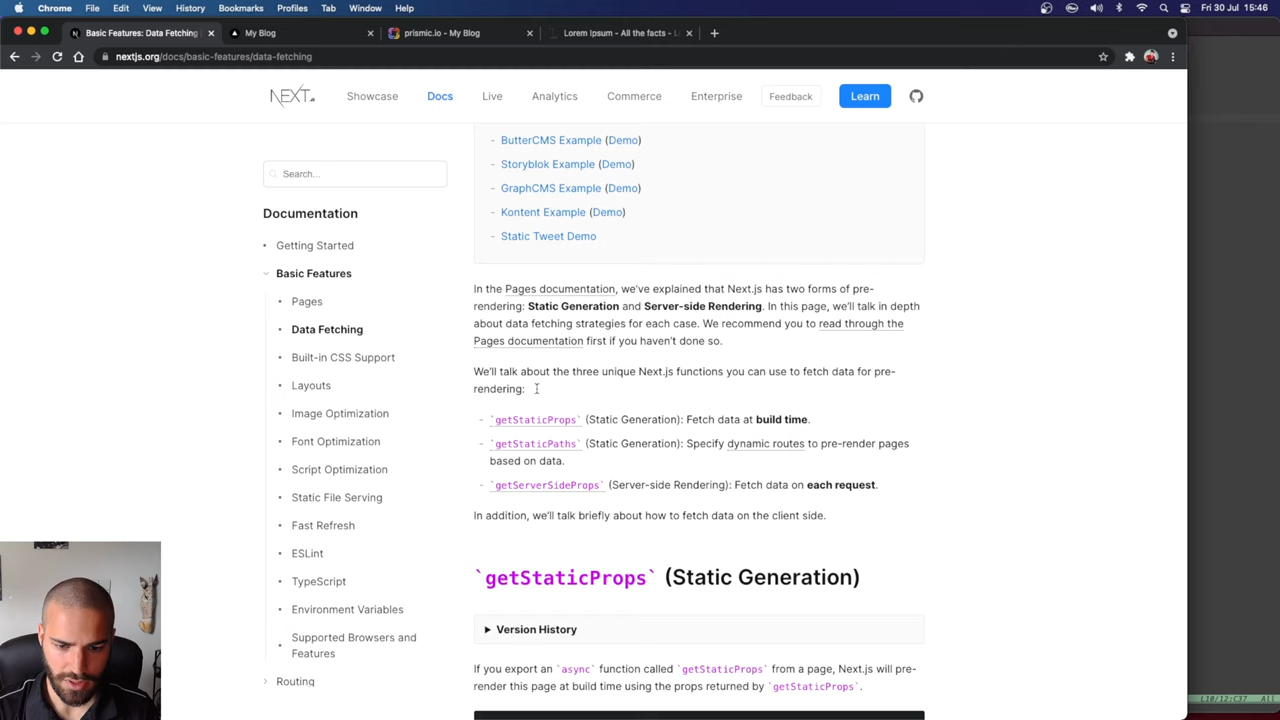 Chrome File Edit View History Bookmarks Profiles Tab Window Help Fri 30 Jul 15:46
Basic Features: Data Fetching My Blog prismic.io - My Blog Lorem Ipsum - All the facts - L
nextjs.org/docs/basic-features/data-fetching
NEXT.js Showcase Docs Live Analytics Commerce Enterprise Feedback Learn
Search...
Documentation
Getting Started
Basic Features
Pages
Data Fetching
Built-in CSS Support
Layouts
Image Optimization
Font Optimization
Script Optimization
Static File Serving
Fast Refresh
ESLint
TypeScript
Environment Variables
Supported Browsers and
Features
Routing
- ButterCMS Example (Demo)
- Storyblok Example (Demo)
- GraphCMS Example (Demo)
- Kontent Example (Demo)
- Static Tweet Demo
In the Pages documentation, we've explained that Next.js has two forms of pre-
rendering: Static Generation and Server-side Rendering. In this page, we'll talk in depth
about data fetching strategies for each case. We recommend you to read through the
Pages documentation first if you haven't done so.
We'll talk about the three unique Next.js functions you can use to fetch data for pre-
rendering:
- `getStaticProps` (Static Generation): Fetch data at build time.
- `getStaticPaths` (Static Generation): Specify dynamic routes to pre-render pages
based on data.
- `getServerSideProps` (Server-side Rendering): Fetch data on each request.
In addition, we'll talk briefly about how to fetch data on the client side.
`getStaticProps` (Static Generation)
Version History
If you export an `async` function called `getStaticProps` from a page, Next.js will pre-
render this page at build time using the props returned by `getStaticProps`.